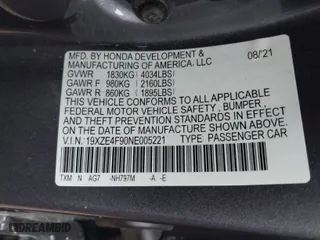 MFD. BY HONDA DEVELOPMENT & 08/21
MANUFACTURING OF AMERICA, LLC
GVWR 1830KG (4034LBS)
GAWR F 980KG (2160LBS)
GAWR R 860KG (1895LBS)
THIS VEHICLE CONFORMS TO ALL APPLICABLE
FEDERAL MOTOR VEHICLE SAFETY, BUMPER,
AND THEFT PREVENTION STANDARDS IN EFFECT
ON THE DATE OF MANUFACTURE SHOWN ABOVE.
V.I.N. 19XZE4F90NE005221 TYPE PASSENGER CAR
TXM N AG7 -NH797M -A -E
IDREAMBID